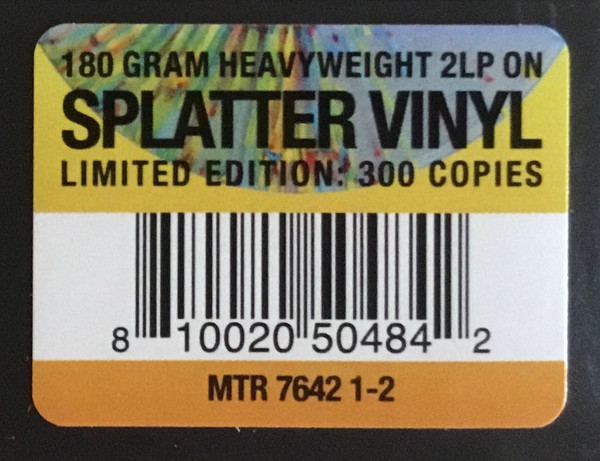 180 GRAM HEAVYWEIGHT 2LP ON
SPLATTER VINYL
LIMITED EDITION: 300 COPIES
8 10020 50484 2
MTR 7642 1-2